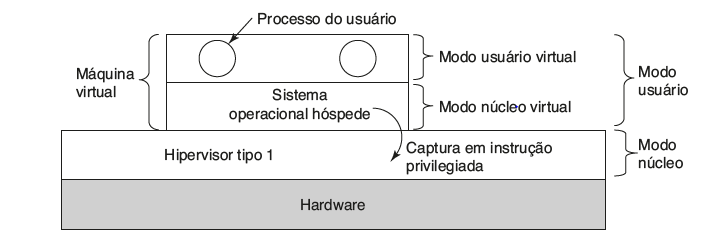 Processo do usuário
Máquina
virtual
Modo usuário virtual
Modo
usuário
Sistema
operacional hóspede
Modo núcleo virtual
Hipervisor tipo 1
Captura em instrução
privilegiada
Modo
núcleo
Hardware